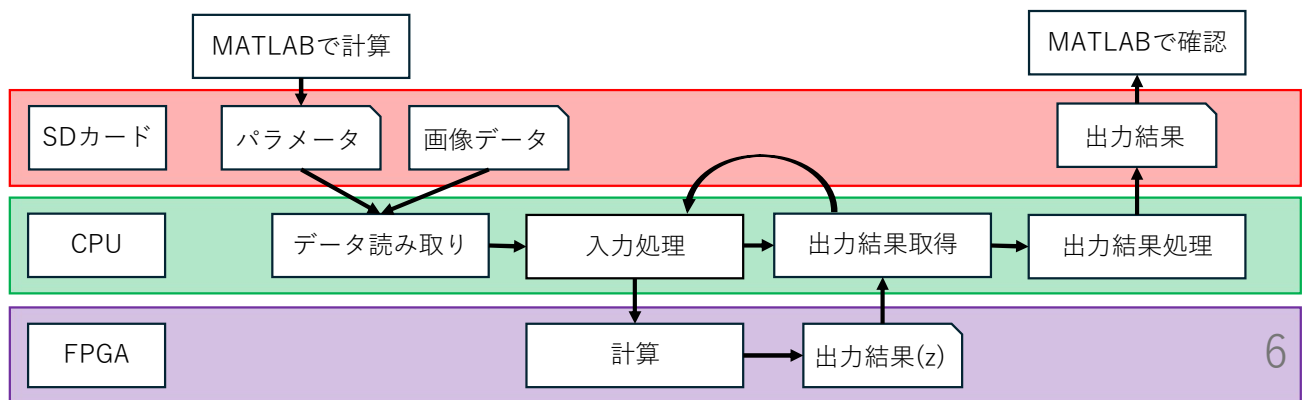 MATLABで計算
MATLABで確認
SDカード
パラメータ
画像データ
出力結果
CPU
データ読み取り
入力処理
出力結果取得
出力結果処理
FPGA
計算
出力結果(z)
6